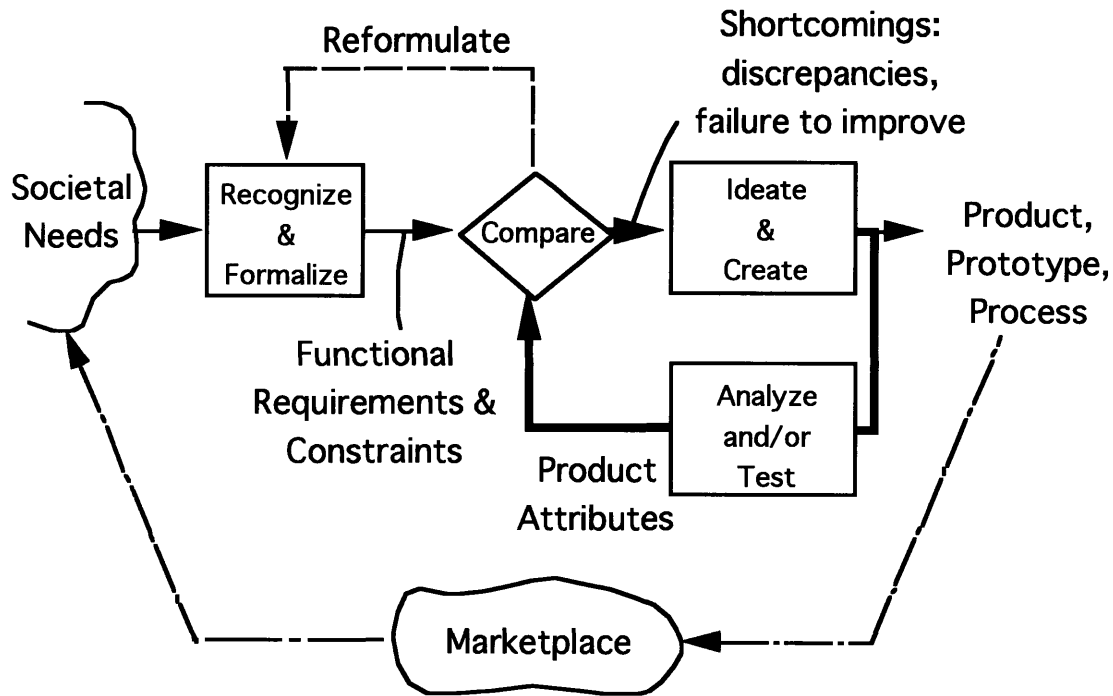 Reformulate
Shortcomings:
discrepancies,
failure to improve
Societal
Needs
Recognize
&
Formalize
Compare
Ideate
&
Create
Product,
Prototype,
Process
Functional
Requirements &
Constraints
Analyze
and/or
Test
Product
Attributes
Marketplace